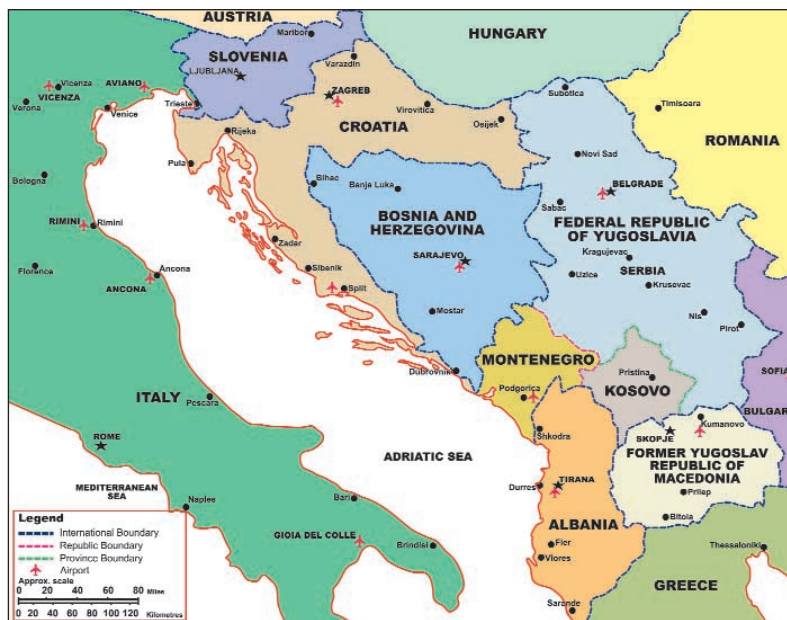 AUSTRIA
HUNGARY
Maribor
SLOVENIA
LJUBLJANA
Varazdin
Vicenza
VICENZA
AVIANO
Verona
Venice
Trieste
ZAGREB
Virovitica
Osijek
Subotica
Timisoara
CROATIA
Rijeka
ROMANIA
Novi Sad
Pula
Bologna
Bihac
Banja Luka
BELGRADE
Sabac
BOSNIA AND
HERZEGOVINA
FEDERAL REPUBLIC
OF YUGOSLAVIA
RIMINI
Rimini
Zadar
SARAJEVO
Kragujevac
SERBIA
Florence
Ancona
ANCONA
Sibenik
Split
Uzice
Krusevac
Mostar
Nis
Pirot
MONTENEGRO
Dubrovnik
Pristina
KOSOVO
SOFIA
BULGAR
Podgorica
ITALY
Pescara
Kumanovo
SKOPJE
Shkodra
ROME
ADRIATIC SEA
FORMER YUGOSLAV
REPUBLIC OF
MACEDONIA
MEDITERRANEAN
SEA
Naples
Bari
Durres
TIRANA
Prilep
Bitola
ALBANIA
GIOIA DEL COLLE
Brindisi
Fier
Vlores
Thessaloniki
GREECE
Sarande
Legend
International Boundary
Republic Boundary
Province Boundary
Airport
Approx. scale
0 20 40 60 80 Miles
0 20 40 60 80 100 120 Kilometres